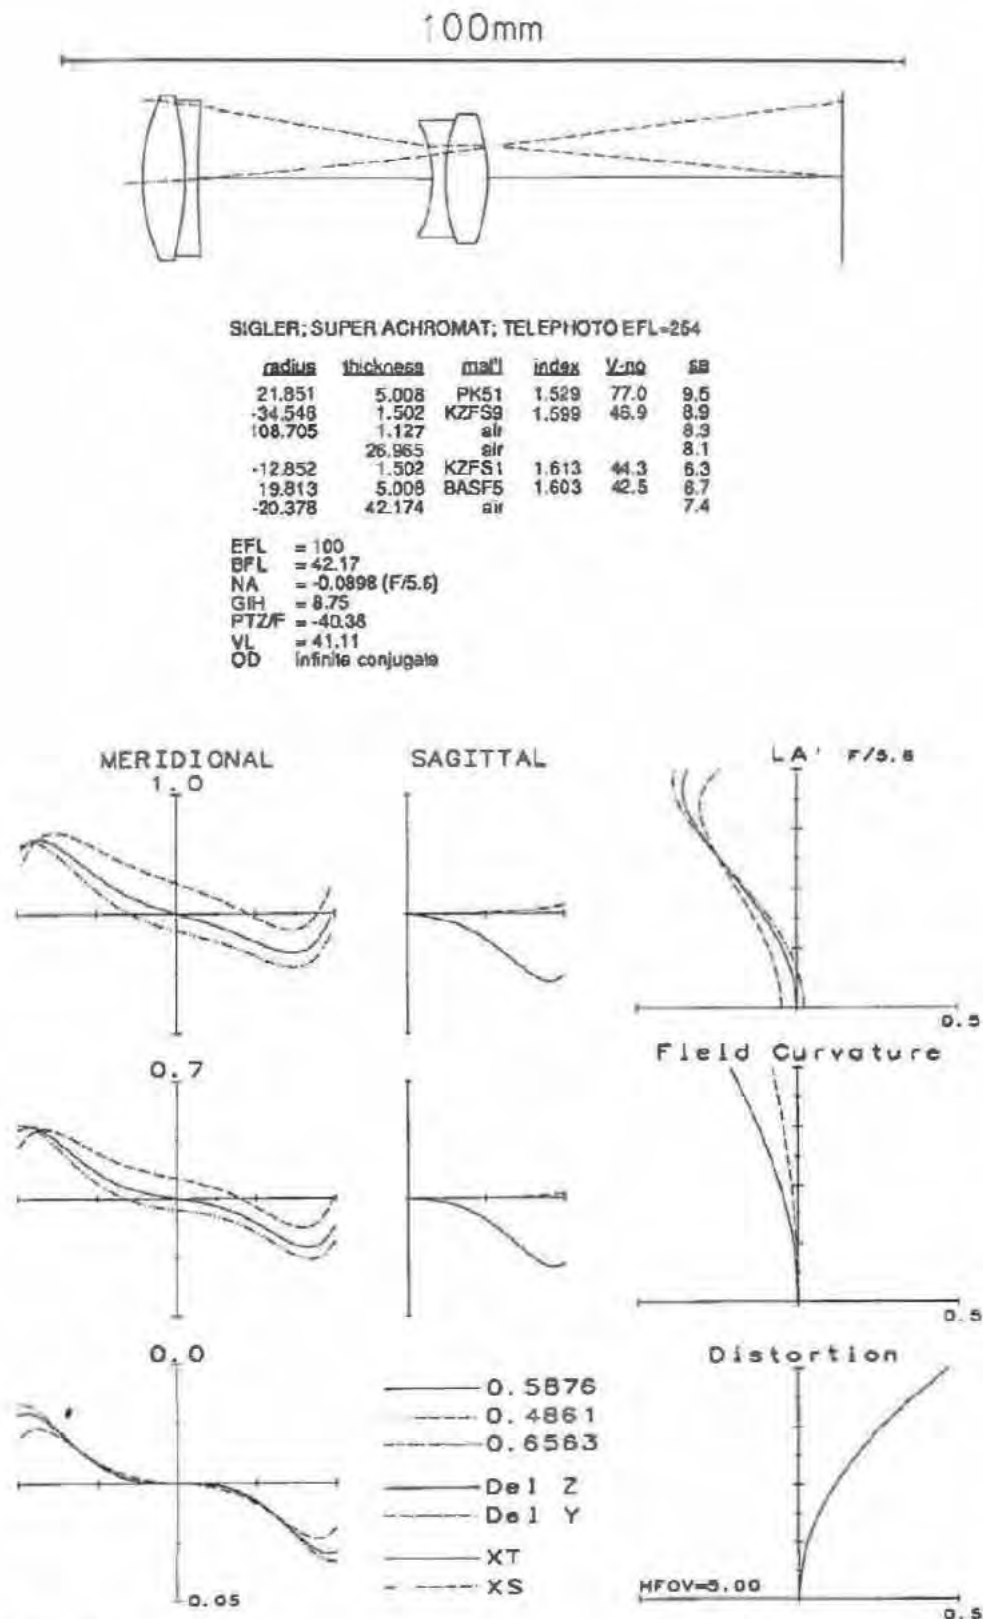 100mm
SIGLER; SUPER ACHROMAT; TELEPHOTO EFL=254
radius thickness mat'l index V-no sa
21.851 5.008 PK51 1.529 77.0 9.5
-34.546 1.502 KZFS9 1.599 46.9 8.9
108.705 1.127 air 8.3
26.965 air 8.1
-12.852 1.502 KZFS1 1.613 44.3 6.3
19.813 5.008 BASF5 1.603 42.5 6.7
-20.378 42.174 air 7.4
EFL = 100
BFL = 42.17
NA = -0.0898 (F/5.6)
GIH = 8.75
PTZ/F = -40.38
VL = 41.11
OD infinite conjugate
MERIDIONAL SAGITTAL LA' F/5.6
1.0
0.5
Field Curvature
0.7
0.5
Distortion
0.0
0.5876
0.4861
0.6563
Del Z
Del Y
XT
XS
0.05
HFOV=5.00
0.5